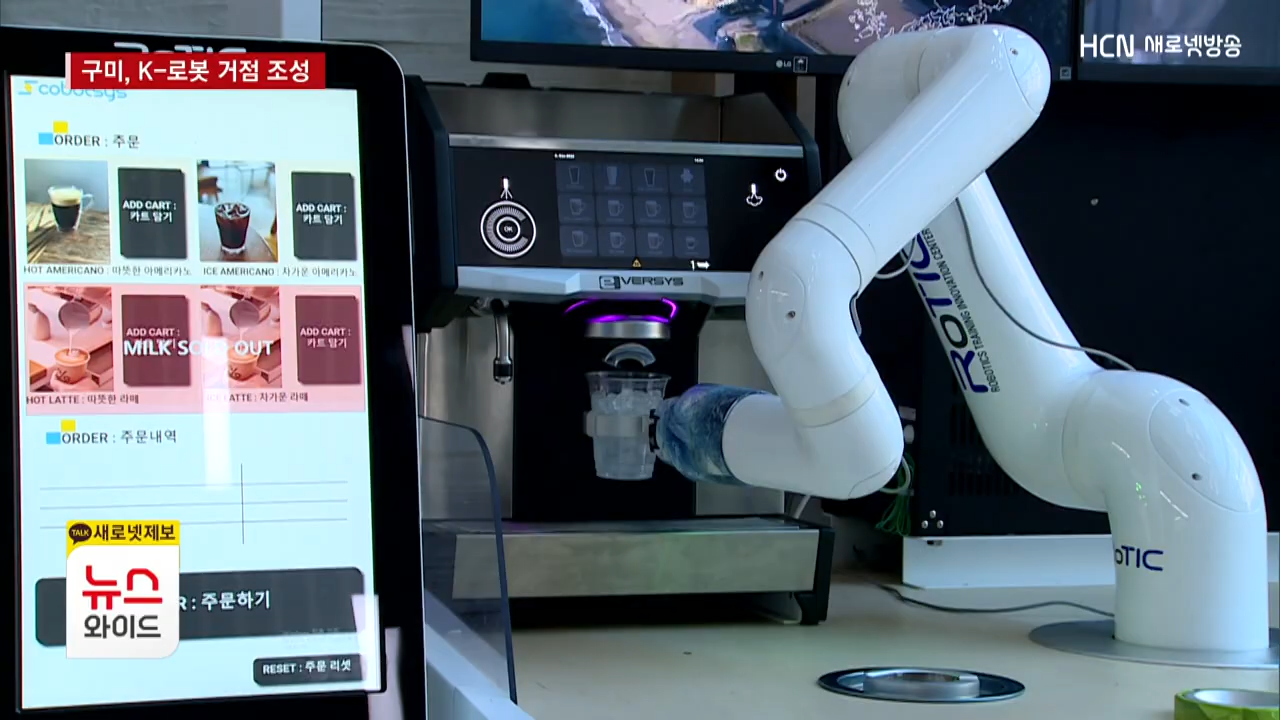 구미, K-로봇 거점 조성
HCN 새로넷방송
cobotsys
ORDER : 주문
ADD CART :
카트 담기
ADD CART :
카트 담기
HOT AMERICANO : 따뜻한 아메리카노
ICE AMERICANO : 차가운 아메리카노
ADD CART :
ADD CART :
카트 담기
MILK SOLD OUT
HOT LATTE : 따뜻한 라떼
ICE LATTE : 차가운 라떼
ORDER : 주문내역
: 주문하기
RESET : 주문 리셋
TALK 새로넷제보
뉴스
와이드
OK
EVERSYS
LG
ROTIC
ROBOTICS TRAINING INNOVATION CENTER
TIC